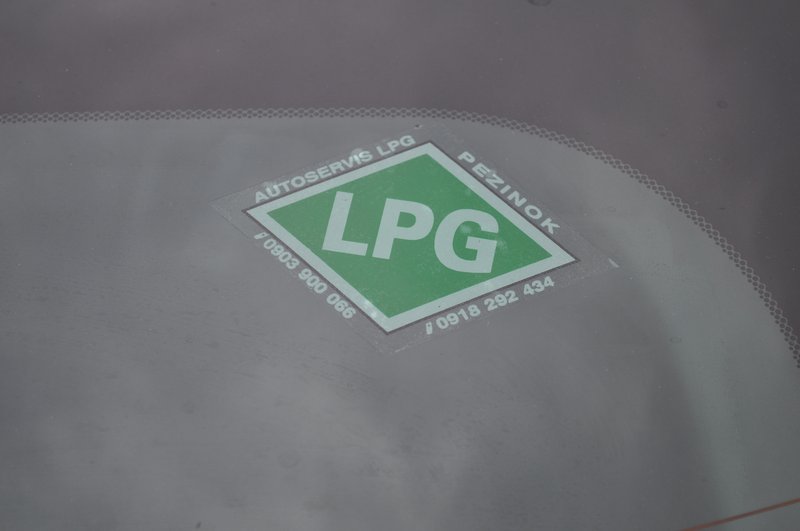 AUTOSERVIS LPG
PEZINOK
LPG
0903 900 066
0918 292 434